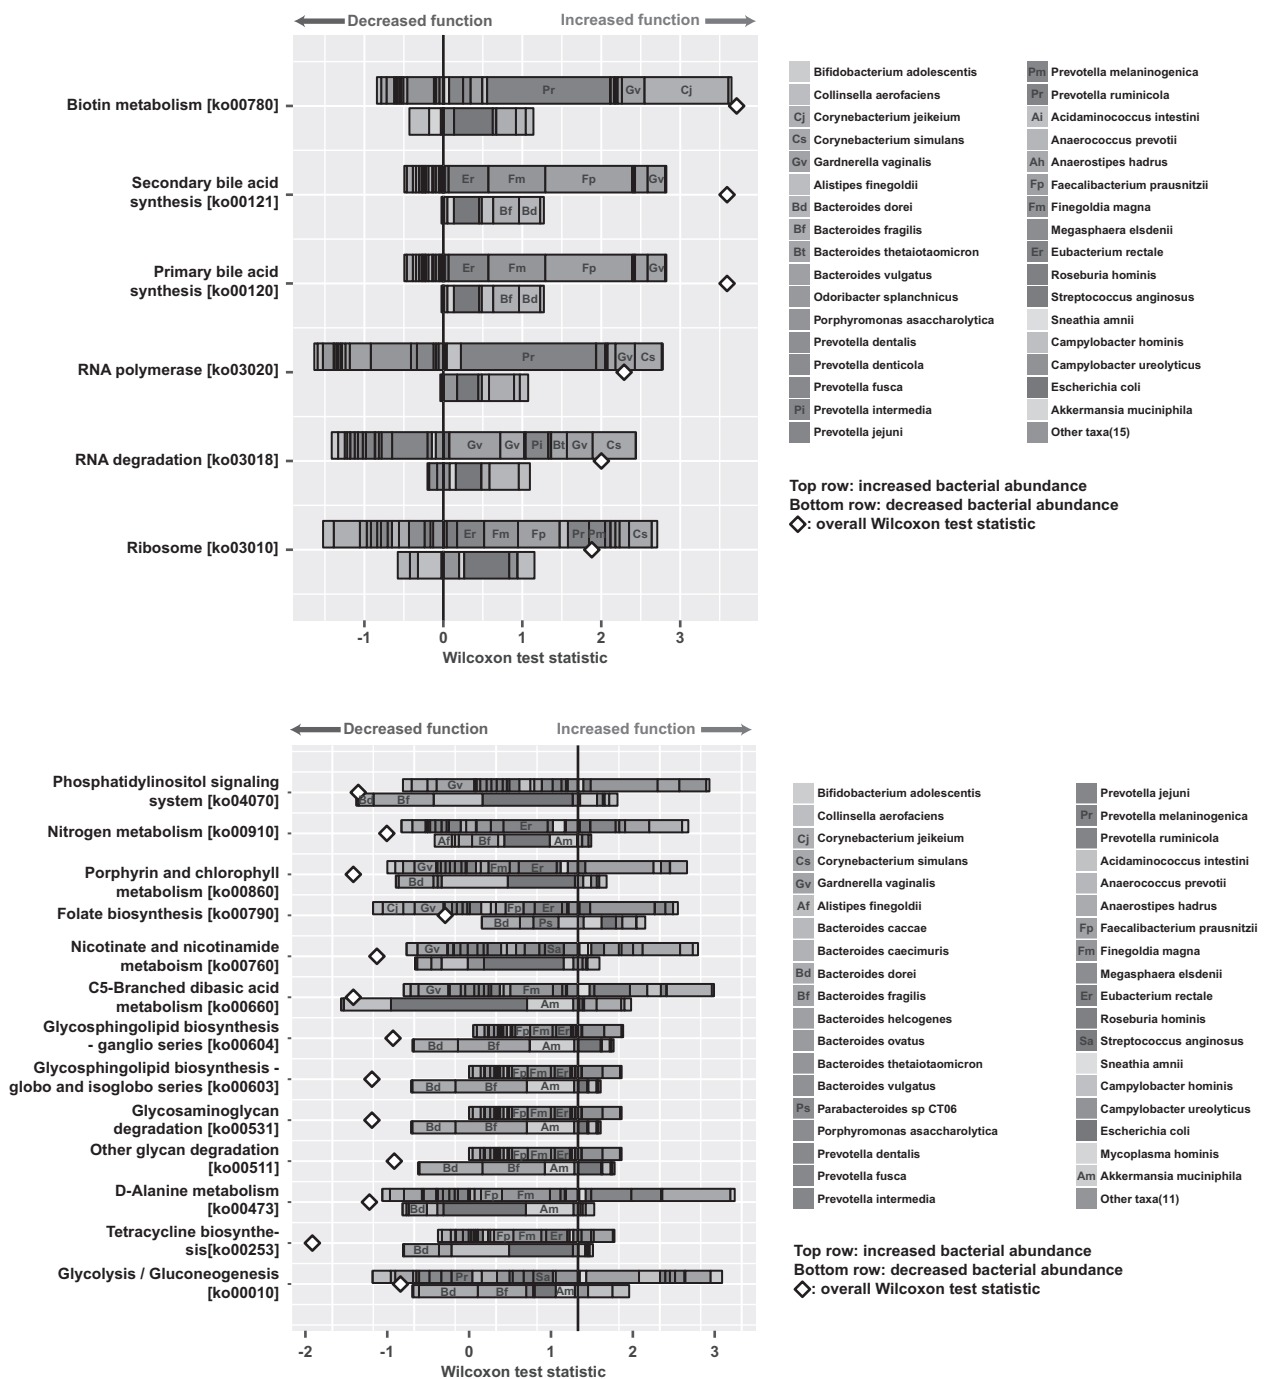 Decreased function
Increased function
Biotin metabolism [ko00780]
Pr
Gv
Cj
Secondary bile acid
synthesis [ko00121]
Er
Fm
Fp
Gv
Bf
Bd
Primary bile acid
synthesis [ko00120]
Er
Fm
Fp
Gv
Bf
Bd
RNA polymerase [ko03020]
Pr
Gv
Cs
RNA degradation [ko03018]
Gv
Gv
Pi
Bt
Gv
Cs
Ribosome [ko03010]
Er
Fm
Fp
Pr
Pm
Cs
-1
0
1
2
3
Wilcoxon test statistic
Bifidobacterium adolescentis
Collinsella aerofaciens
Cj Corynebacterium jeikeium
Cs Corynebacterium simulans
Gv Gardnerella vaginalis
Alistipes finegoldii
Bd Bacteroides dorei
Bf Bacteroides fragilis
Bt Bacteroides thetaiotaomicron
Bacteroides vulgatus
Odoribacter splanchnicus
Porphyromonas asaccharolytica
Prevotella dentalis
Prevotella denticola
Prevotella fusca
Pi Prevotella intermedia
Prevotella jejuni
Pm Prevotella melaninogenica
Pr Prevotella ruminicola
Ai Acidaminococcus intestini
Anaerococcus prevotii
Ah Anaerostipes hadrus
Fp Faecalibacterium prausnitzii
Fm Finegoldia magna
Megasphaera elsdenii
Er Eubacterium rectale
Roseburia hominis
Streptococcus anginosus
Sneathia amnii
Campylobacter hominis
Campylobacter ureolyticus
Escherichia coli
Akkermansia muciniphila
Other taxa(15)
Top row: increased bacterial abundance
Bottom row: decreased bacterial abundance
: overall Wilcoxon test statistic
Decreased function
Increased function
Phosphatidylinositol signaling
system [ko04070]
Gv
Bd
Bf
Nitrogen metabolism [ko00910]
Er
Af
Bf
Am
Porphyrin and chlorophyll
metabolism [ko00860]
Gv
Fm
Er
Bd
Folate biosynthesis [ko00790]
Cj
Gv
Fp
Er
Bd
Ps
Nicotinate and nicotinamide
metaboism [ko00760]
Gv
Sa
C5-Branched dibasic acid
metabolism [ko00660]
Gv
Fm
Am
Glycosphingolipid biosynthesis
- ganglio series [ko00604]
Fp
Fm
Er
Bd
Bf
Am
Glycosphingolipid biosynthesis -
globo and isoglobo series [ko00603]
Fp
Fm
Er
Bd
Bf
Am
Glycosaminoglycan
degradation [ko00531]
Fp
Fm
Er
Bd
Bf
Am
Other glycan degradation
[ko00511]
Fp
Fm
Er
Bd
Bf
Am
D-Alanine metabolism
[ko00473]
Fp
Fm
Bd
Am
Tetracycline biosynthe-
sis[ko00253]
Fp
Fm
Er
Bd
Glycolysis / Gluconeogenesis
[ko00010]
Pr
Sa
Bd
Bf
Am
-2
-1
0
1
2
3
Wilcoxon test statistic
Bifidobacterium adolescentis
Collinsella aerofaciens
Cj Corynebacterium jeikeium
Cs Corynebacterium simulans
Gv Gardnerella vaginalis
Af Alistipes finegoldii
Bacteroides caccae
Bacteroides caecimuris
Bd Bacteroides dorei
Bf Bacteroides fragilis
Bacteroides helcogenes
Bacteroides ovatus
Bacteroides thetaiotaomicron
Bacteroides vulgatus
Ps Parabacteroides sp CT06
Porphyromonas asaccharolytica
Prevotella dentalis
Prevotella fusca
Prevotella intermedia
Prevotella jejuni
Pr Prevotella melaninogenica
Prevotella ruminicola
Acidaminococcus intestini
Anaerococcus prevotii
Anaerostipes hadrus
Fp Faecalibacterium prausnitzii
Fm Finegoldia magna
Megasphaera elsdenii
Er Eubacterium rectale
Roseburia hominis
Sa Streptococcus anginosus
Sneathia amnii
Campylobacter hominis
Campylobacter ureolyticus
Escherichia coli
Mycoplasma hominis
Am Akkermansia muciniphila
Other taxa(11)
Top row: increased bacterial abundance
Bottom row: decreased bacterial abundance
: overall Wilcoxon test statistic